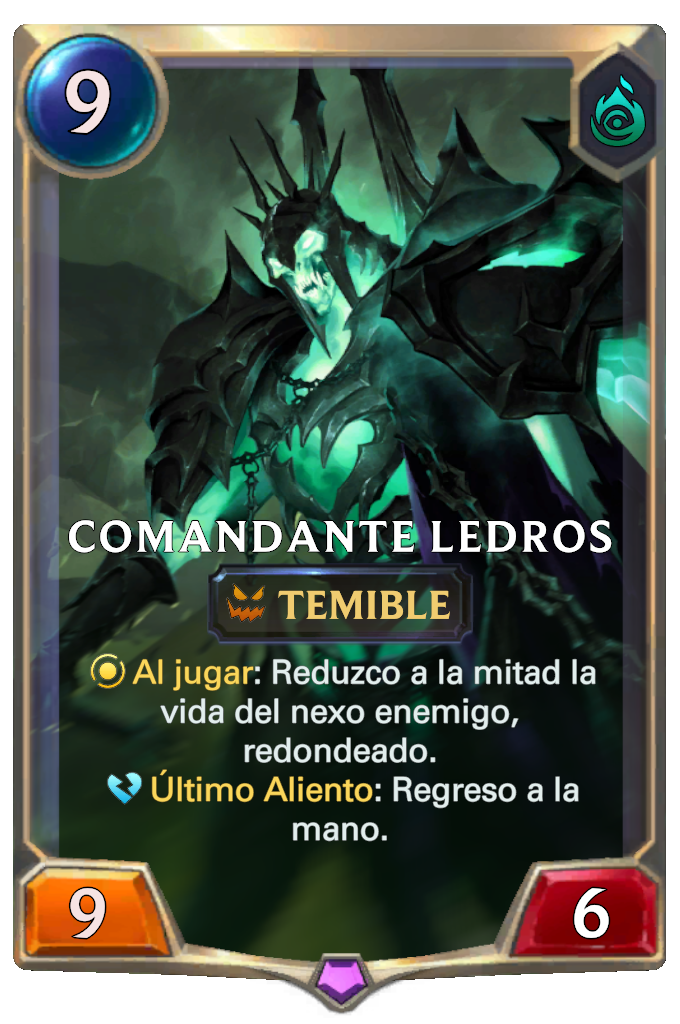 9
COMANDANTE LEDROS
TEMIBLE
Al jugar: Reduzco a la mitad la
vida del nexo enemigo,
redondeado.
Último Aliento: Regreso a la
mano.
9
6